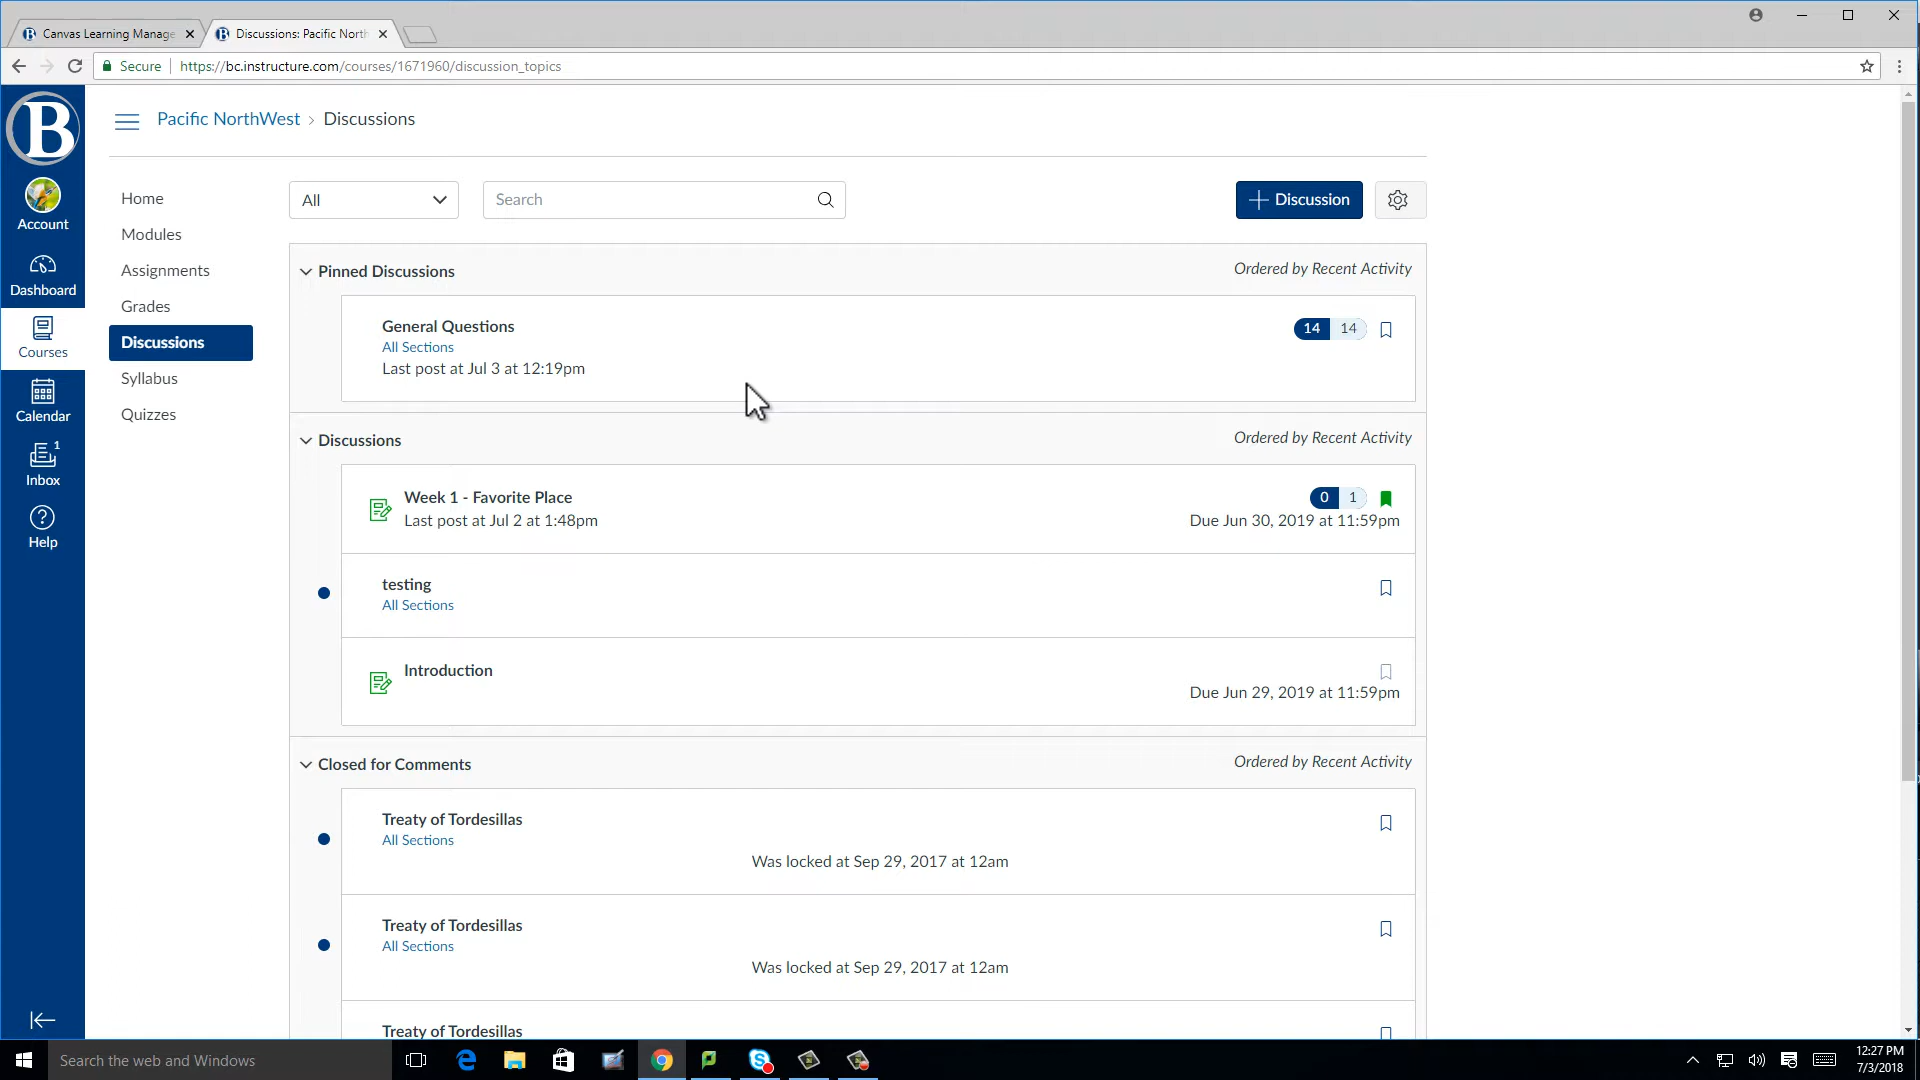 Canvas Learning Manage
Discussions: Pacific North
Secure
https://bc.instructure.com/courses/1671960/discussion_topics
B
Pacific NorthWest > Discussions
Account
Dashboard
Courses
Calendar
1
Inbox
Help
Home
Modules
Assignments
Grades
Discussions
Syllabus
Quizzes
All
Search
Discussion
Pinned Discussions
Ordered by Recent Activity
General Questions
14 14
All Sections
Last post at Jul 3 at 12:19pm
Discussions
Ordered by Recent Activity
Week 1 - Favorite Place
0 1
Last post at Jul 2 at 1:48pm
Due Jun 30, 2019 at 11:59pm
testing
All Sections
Introduction
Due Jun 29, 2019 at 11:59pm
Closed for Comments
Ordered by Recent Activity
Treaty of Tordesillas
All Sections
Was locked at Sep 29, 2017 at 12am
Treaty of Tordesillas
All Sections
Was locked at Sep 29, 2017 at 12am
Treaty of Tordesillas
Search the web and Windows
12:27 PM
7/3/2018